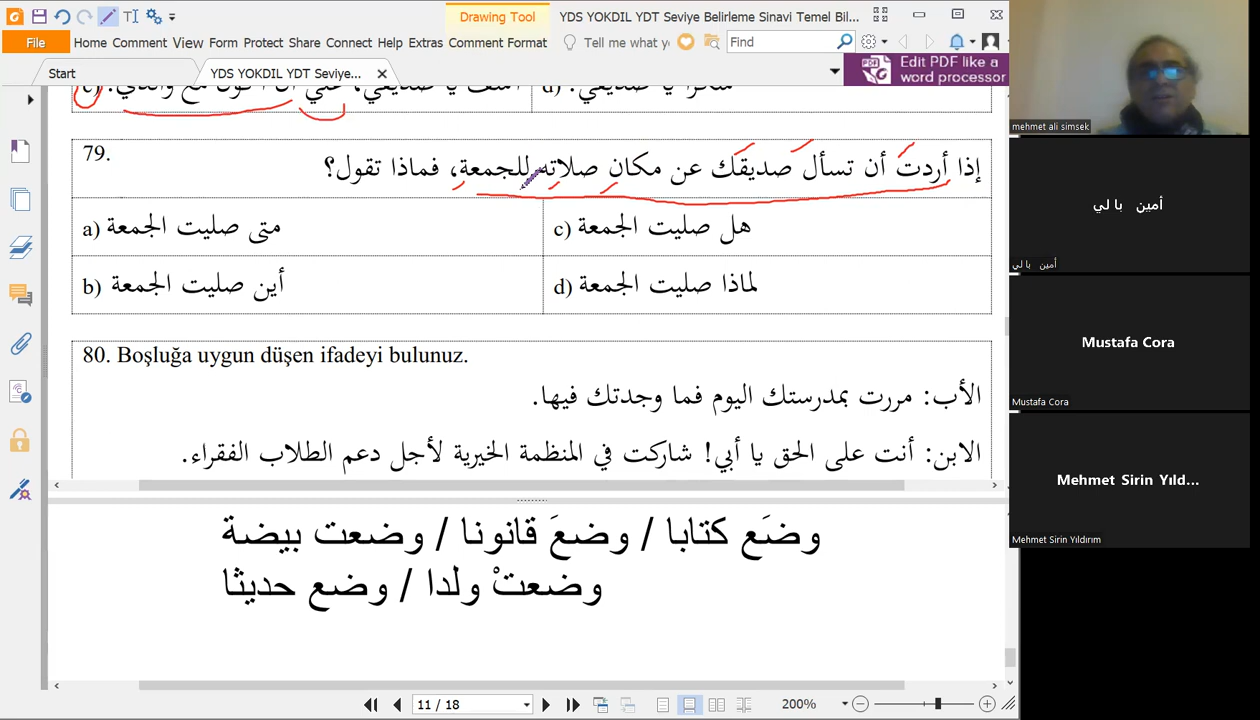 Drawing Tool
YDS YOKDIL YDT Seviye Belirleme Sinavi Temel Bil...
File Home Comment View Form Protect Share Connect Help Extras Comment Format Tell me Find
Edit PDF like a
word processor
Start
YDS YOKDIL YDT Seviye...
79.
إذا أردت أن تسأل صديقك عن مكان صلاته للجمعة، فماذا تقول؟
a) متى صليت الجمعة
c) هل صليت الجمعة
b) أين صليت الجمعة
d) لماذا صليت الجمعة
80. Boşluğa uygun düşen ifadeyi bulunuz.
الأب: مررت بمدرستك اليوم فما وجدتك فيها.
الابن: أنت على الحق يا أبي! شاركت في المنظمة الخيرية لأجل دعم الطلاب الفقراء.
وضَع كتابا / وضعَ قانونا / وضعت بيضة
وضعتْ ولدا / وضع حديثا
11 / 18
200%
mehmet ali simsek
أمين بالي
أمين بالي
Mustafa Cora
Mustafa Cora
Mehmet Sirin Yıld...
Mehmet Sirin Yıldırım